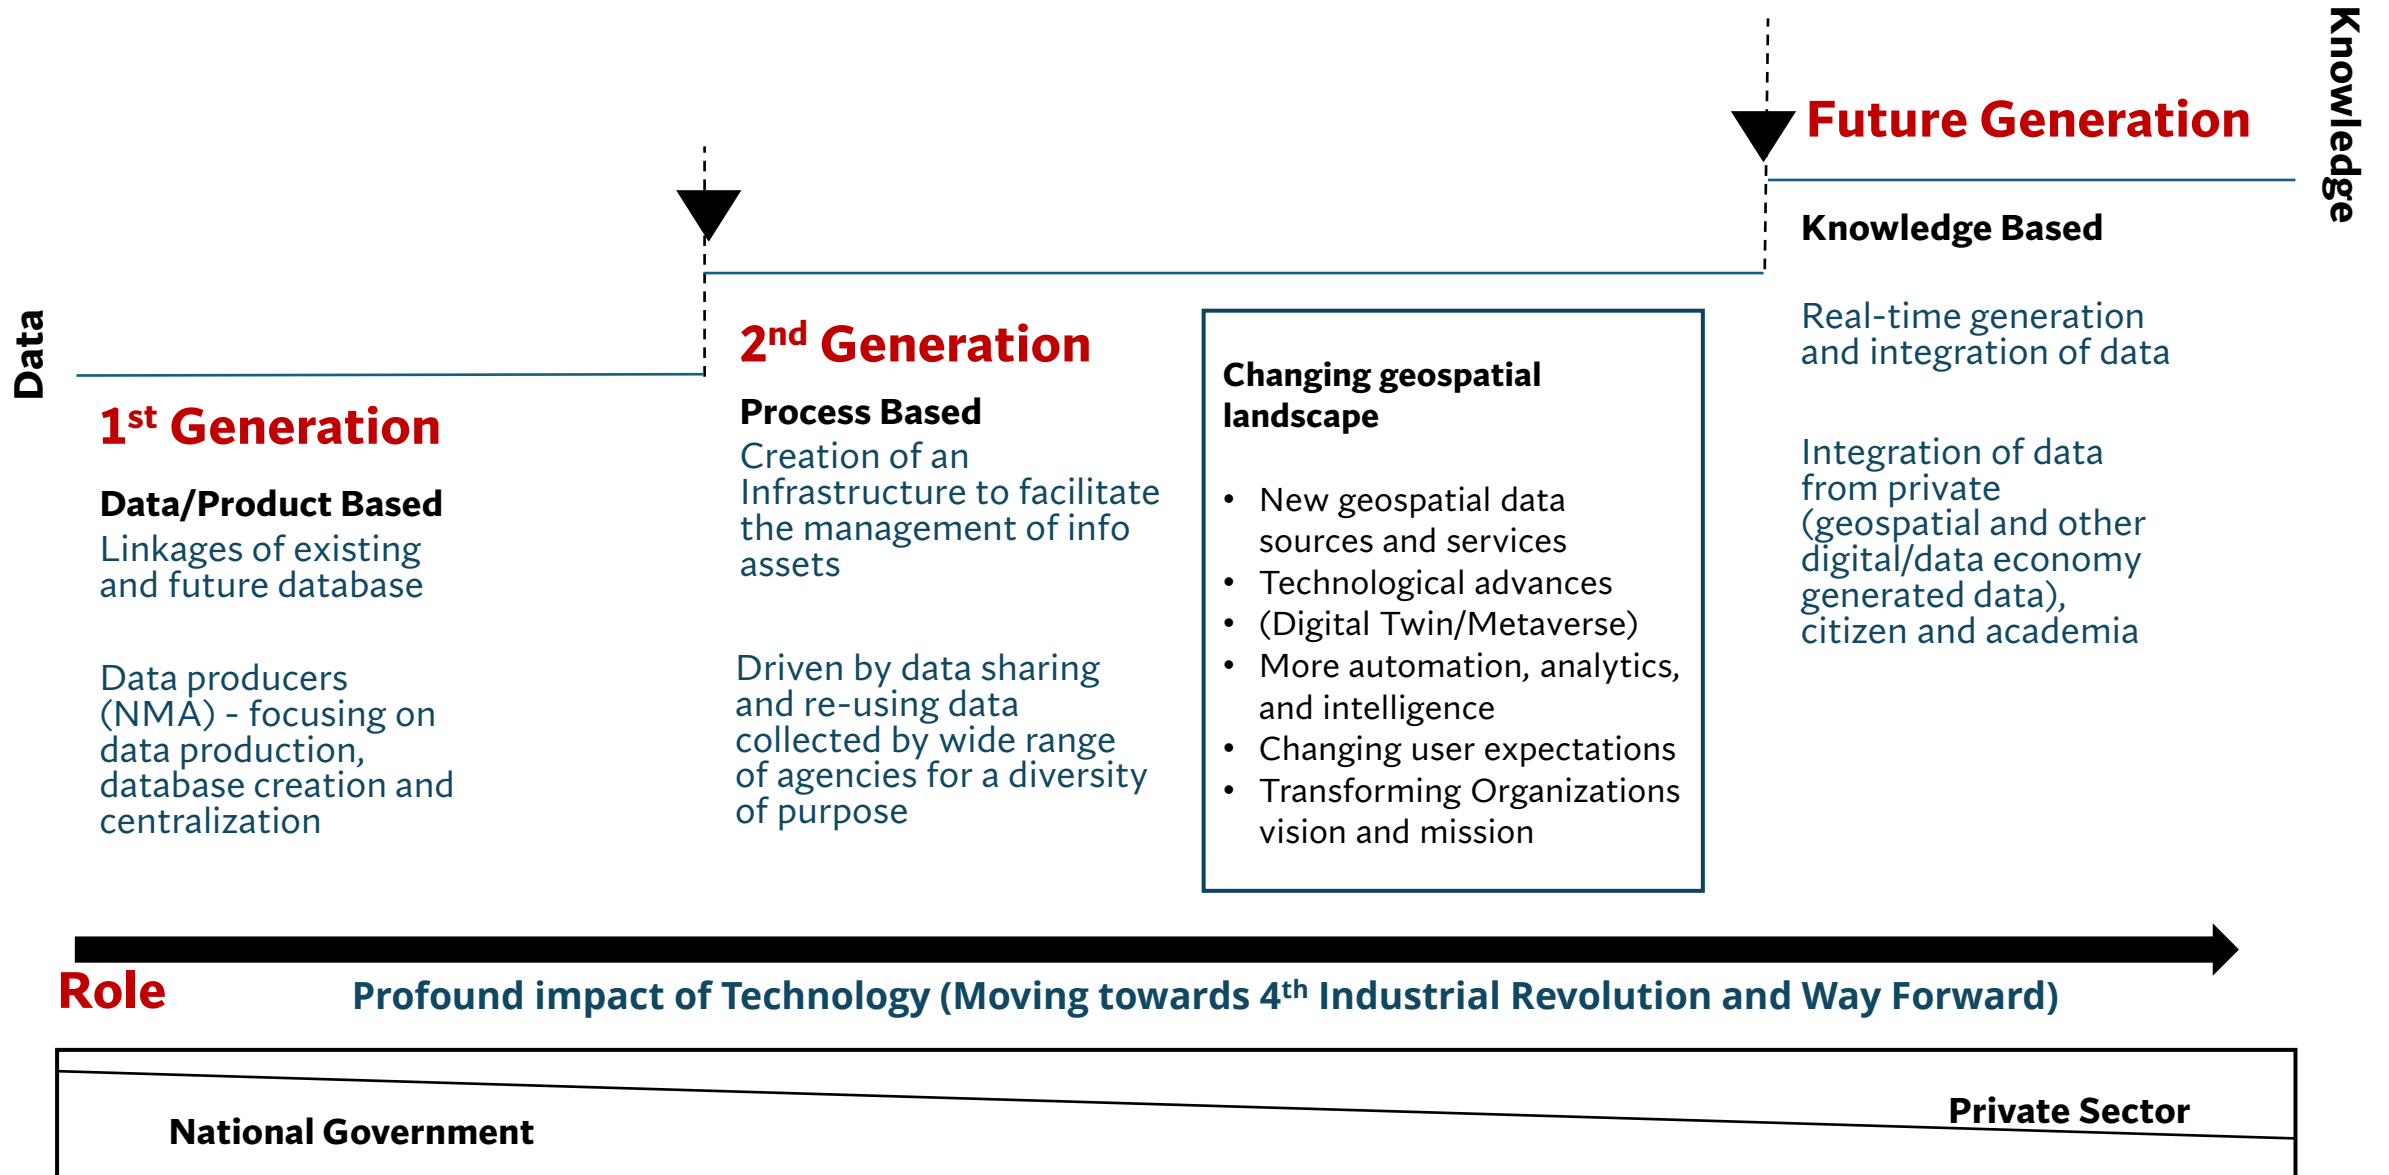 Data
1st Generation
Data/Product Based
Linkages of existing
and future database
Data producers
(NMA) - focusing on
data production,
database creation and
centralization
2nd Generation
Process Based
Creation of an
Infrastructure to facilitate
the management of info
assets
Driven by data sharing
and re-using data
collected by wide range
of agencies for a diversity
of purpose
Changing geospatial
landscape
• New geospatial data
sources and services
• Technological advances
• (Digital Twin/Metaverse)
• More automation, analytics,
and intelligence
• Changing user expectations
• Transforming Organizations
vision and mission
Future Generation
Knowledge Based
Real-time generation
and integration of data
Integration of data
from private
(geospatial and other
digital/data economy
generated data),
citizen and academia
Knowledge
Role
Profound impact of Technology (Moving towards 4th Industrial Revolution and Way Forward)
National Government
Private Sector